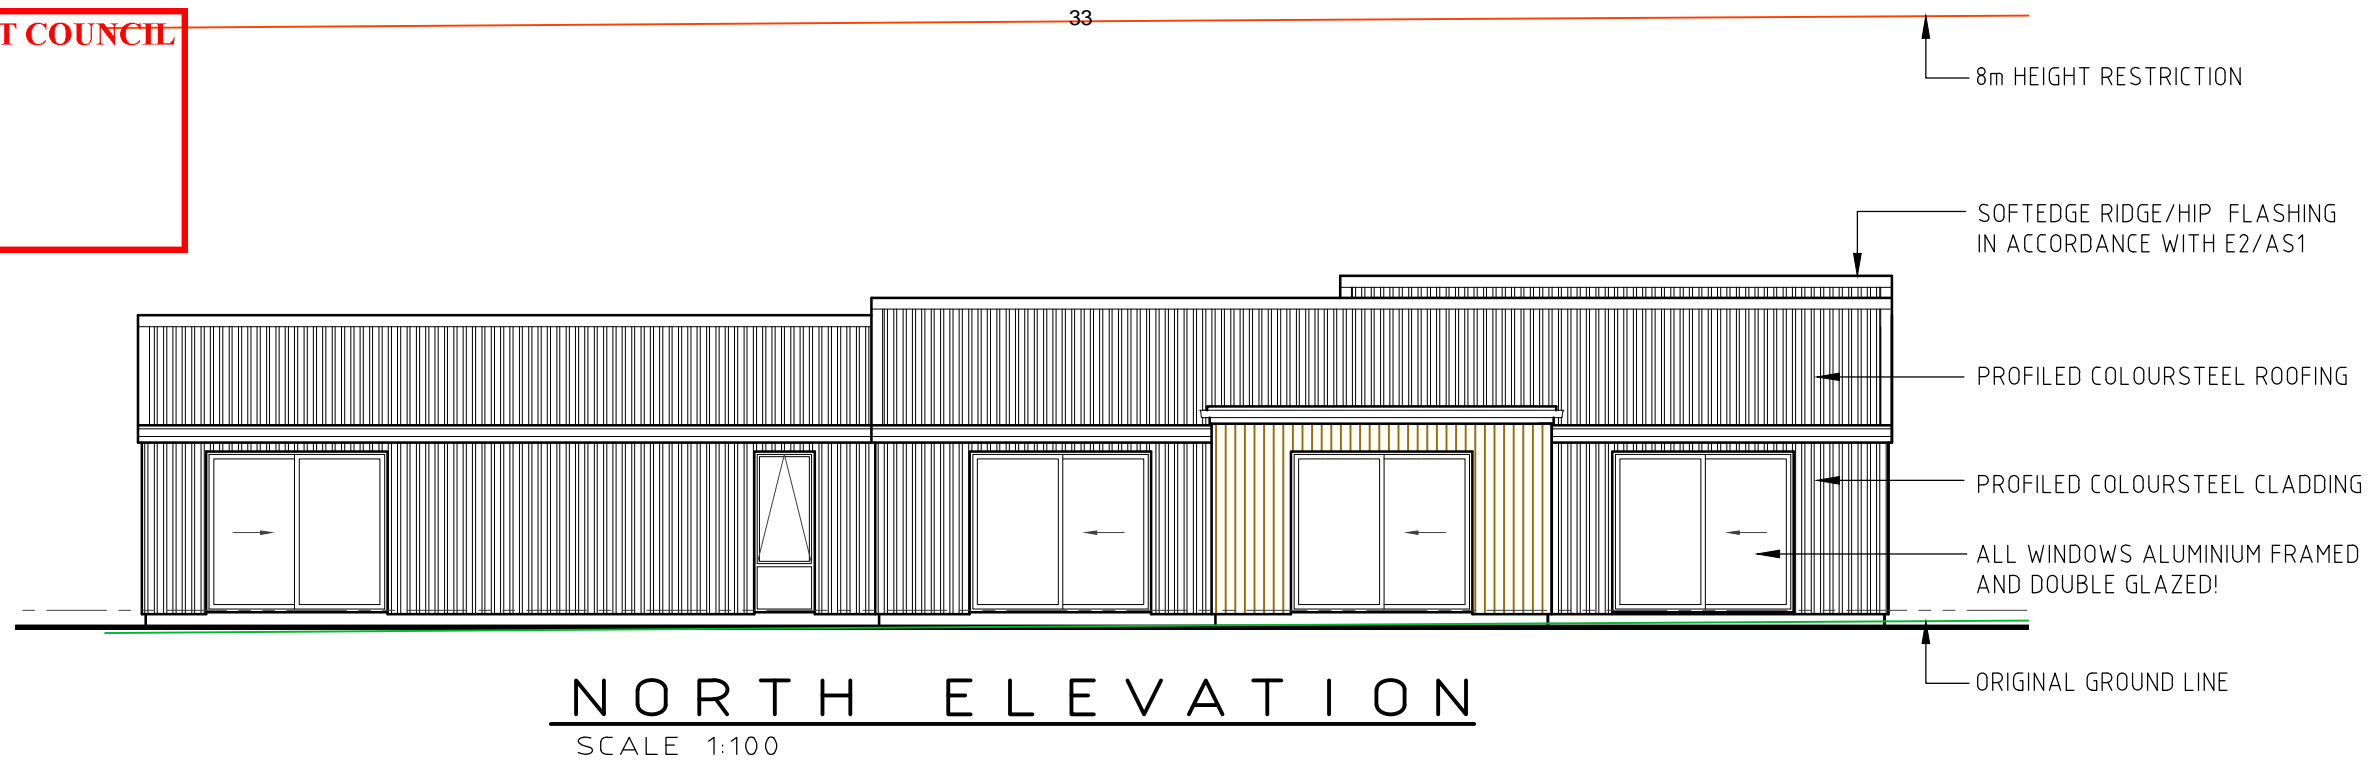 T COUNCIL
33
8m HEIGHT RESTRICTION
SOFTEDGE RIDGE/HIP FLASHING
IN ACCORDANCE WITH E2/AS1
PROFILED COLOURSTEEL ROOFING
PROFILED COLOURSTEEL CLADDING
ALL WINDOWS ALUMINIUM FRAMED
AND DOUBLE GLAZED!
ORIGINAL GROUND LINE
NORTH ELEVATION
SCALE 1:100